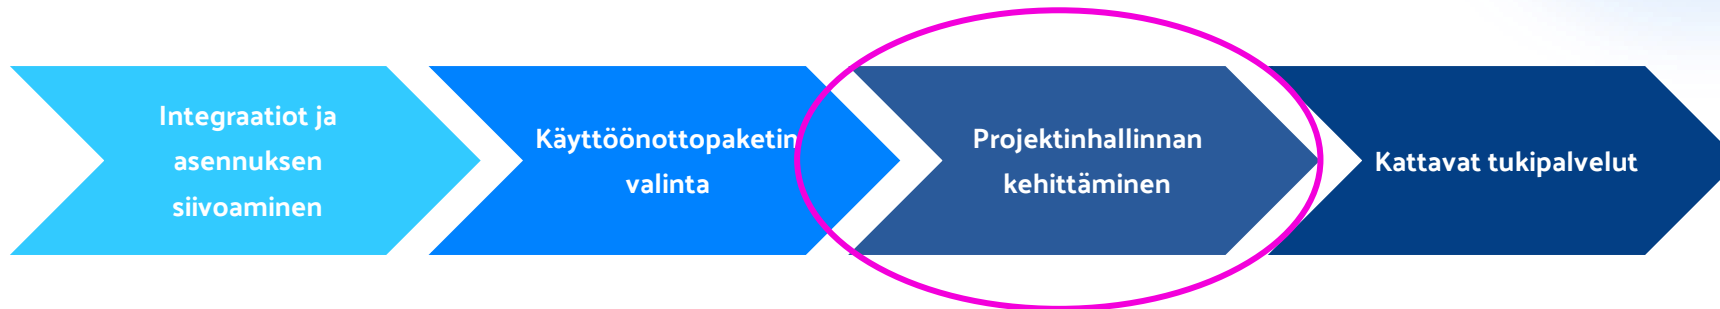 Integraatiot ja
asennuksen
siivoaminen
Käyttöönottopaketin
valinta
Projektinhallinnan
kehittäminen
Kattavat tukipalvelut